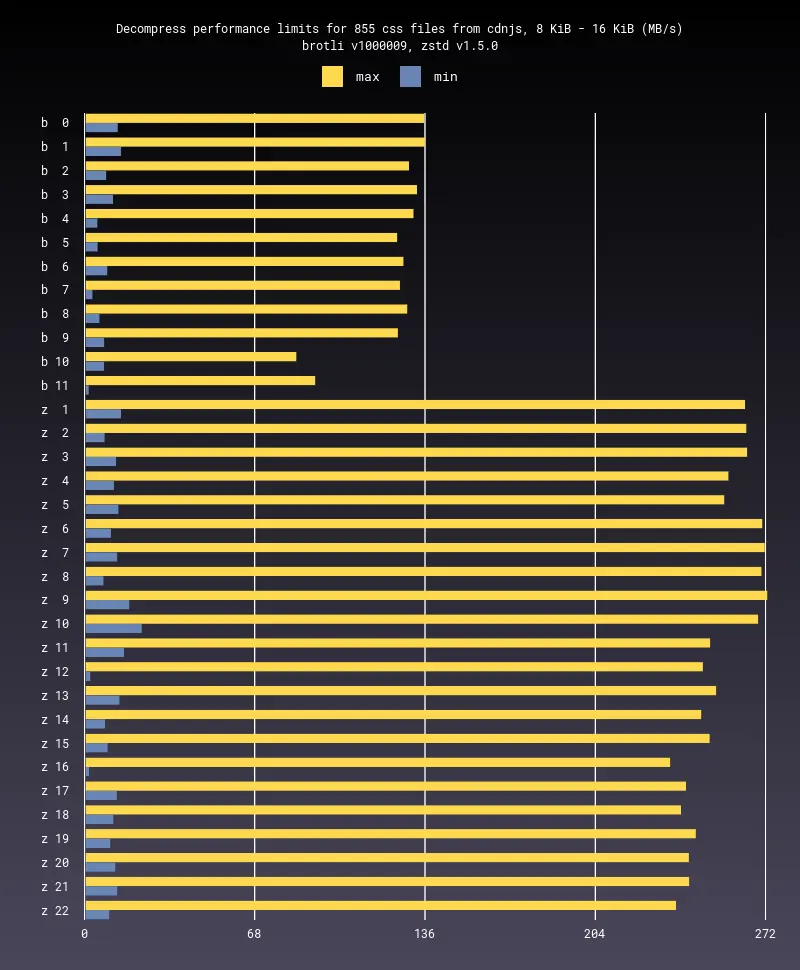 Decompress performance limits for 855 css files from cdnjs, 8 KiB - 16 KiB (MB/s)
brotli v1000009, zstd v1.5.0
max min
b 0
b 1
b 2
b 3
b 4
b 5
b 6
b 7
b 8
b 9
b 10
b 11
z 1
z 2
z 3
z 4
z 5
z 6
z 7
z 8
z 9
z 10
z 11
z 12
z 13
z 14
z 15
z 16
z 17
z 18
z 19
z 20
z 21
z 22
0 68 136 204 272